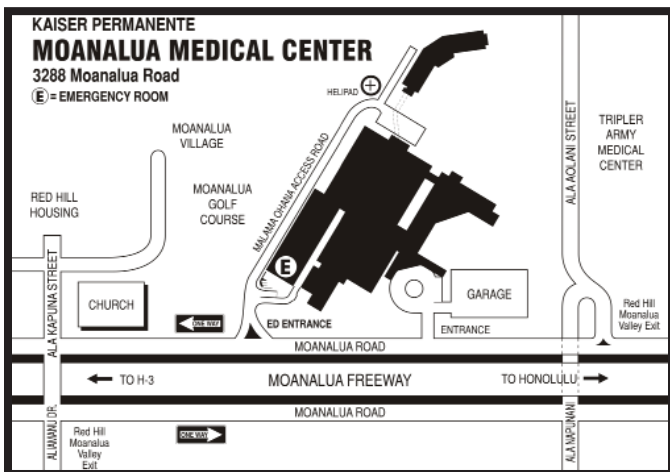 KAISER PERMANENTE
MOANALUA MEDICAL CENTER
3288 Moanalua Road
E = EMERGENCY ROOM
HELIPAD
MOANALUA
VILLAGE
TRIPLER
ARMY
MEDICAL
CENTER
ALA AOLANI STREET
RED HILL
HOUSING
MOANALUA
GOLF
COURSE
MALAMA OHANA ACCESS ROAD
E
ALA KAPUNA STREET
CHURCH
GARAGE
ONE WAY
ED ENTRANCE
ENTRANCE
Red Hill
Moanalua
Valley Exit
MOANALUA ROAD
TO H-3
MOANALUA FREEWAY
TO HONOLULU
MOANALUA ROAD
ALIAMANU DR.
Red Hill
Moanalua
Valley
Exit
ONE WAY
ALA NAPUNANI